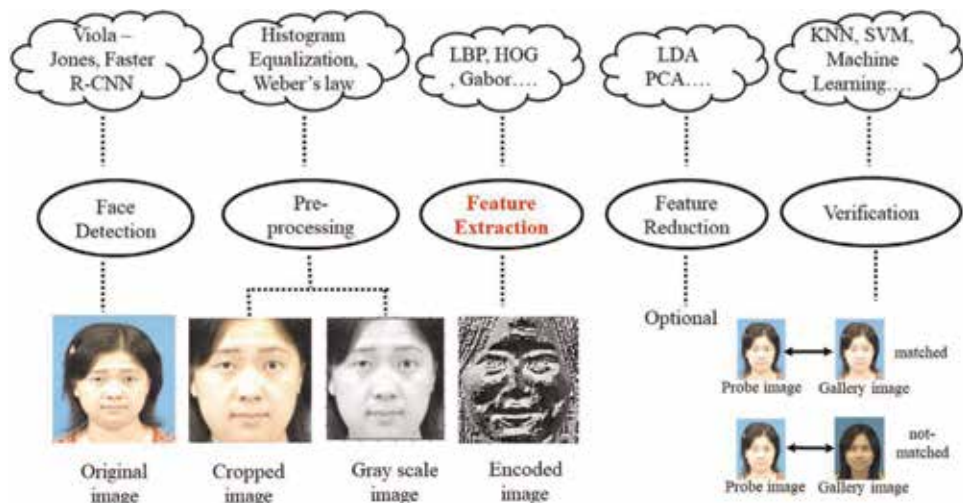 Viola –
Jones, Faster
R-CNN
Histogram
Equalization,
Weber's law
LBP, HOG
, Gabor….
LDA
PCA….
KNN, SVM,
Machine
Learning….
Face
Detection
Pre-
processing
Feature
Extraction
Feature
Reduction
Verification
Original
image
Cropped
image
Gray scale
image
Encoded
image
Optional
Probe image
Gallery image
matched
Probe image
Gallery image
not-
matched